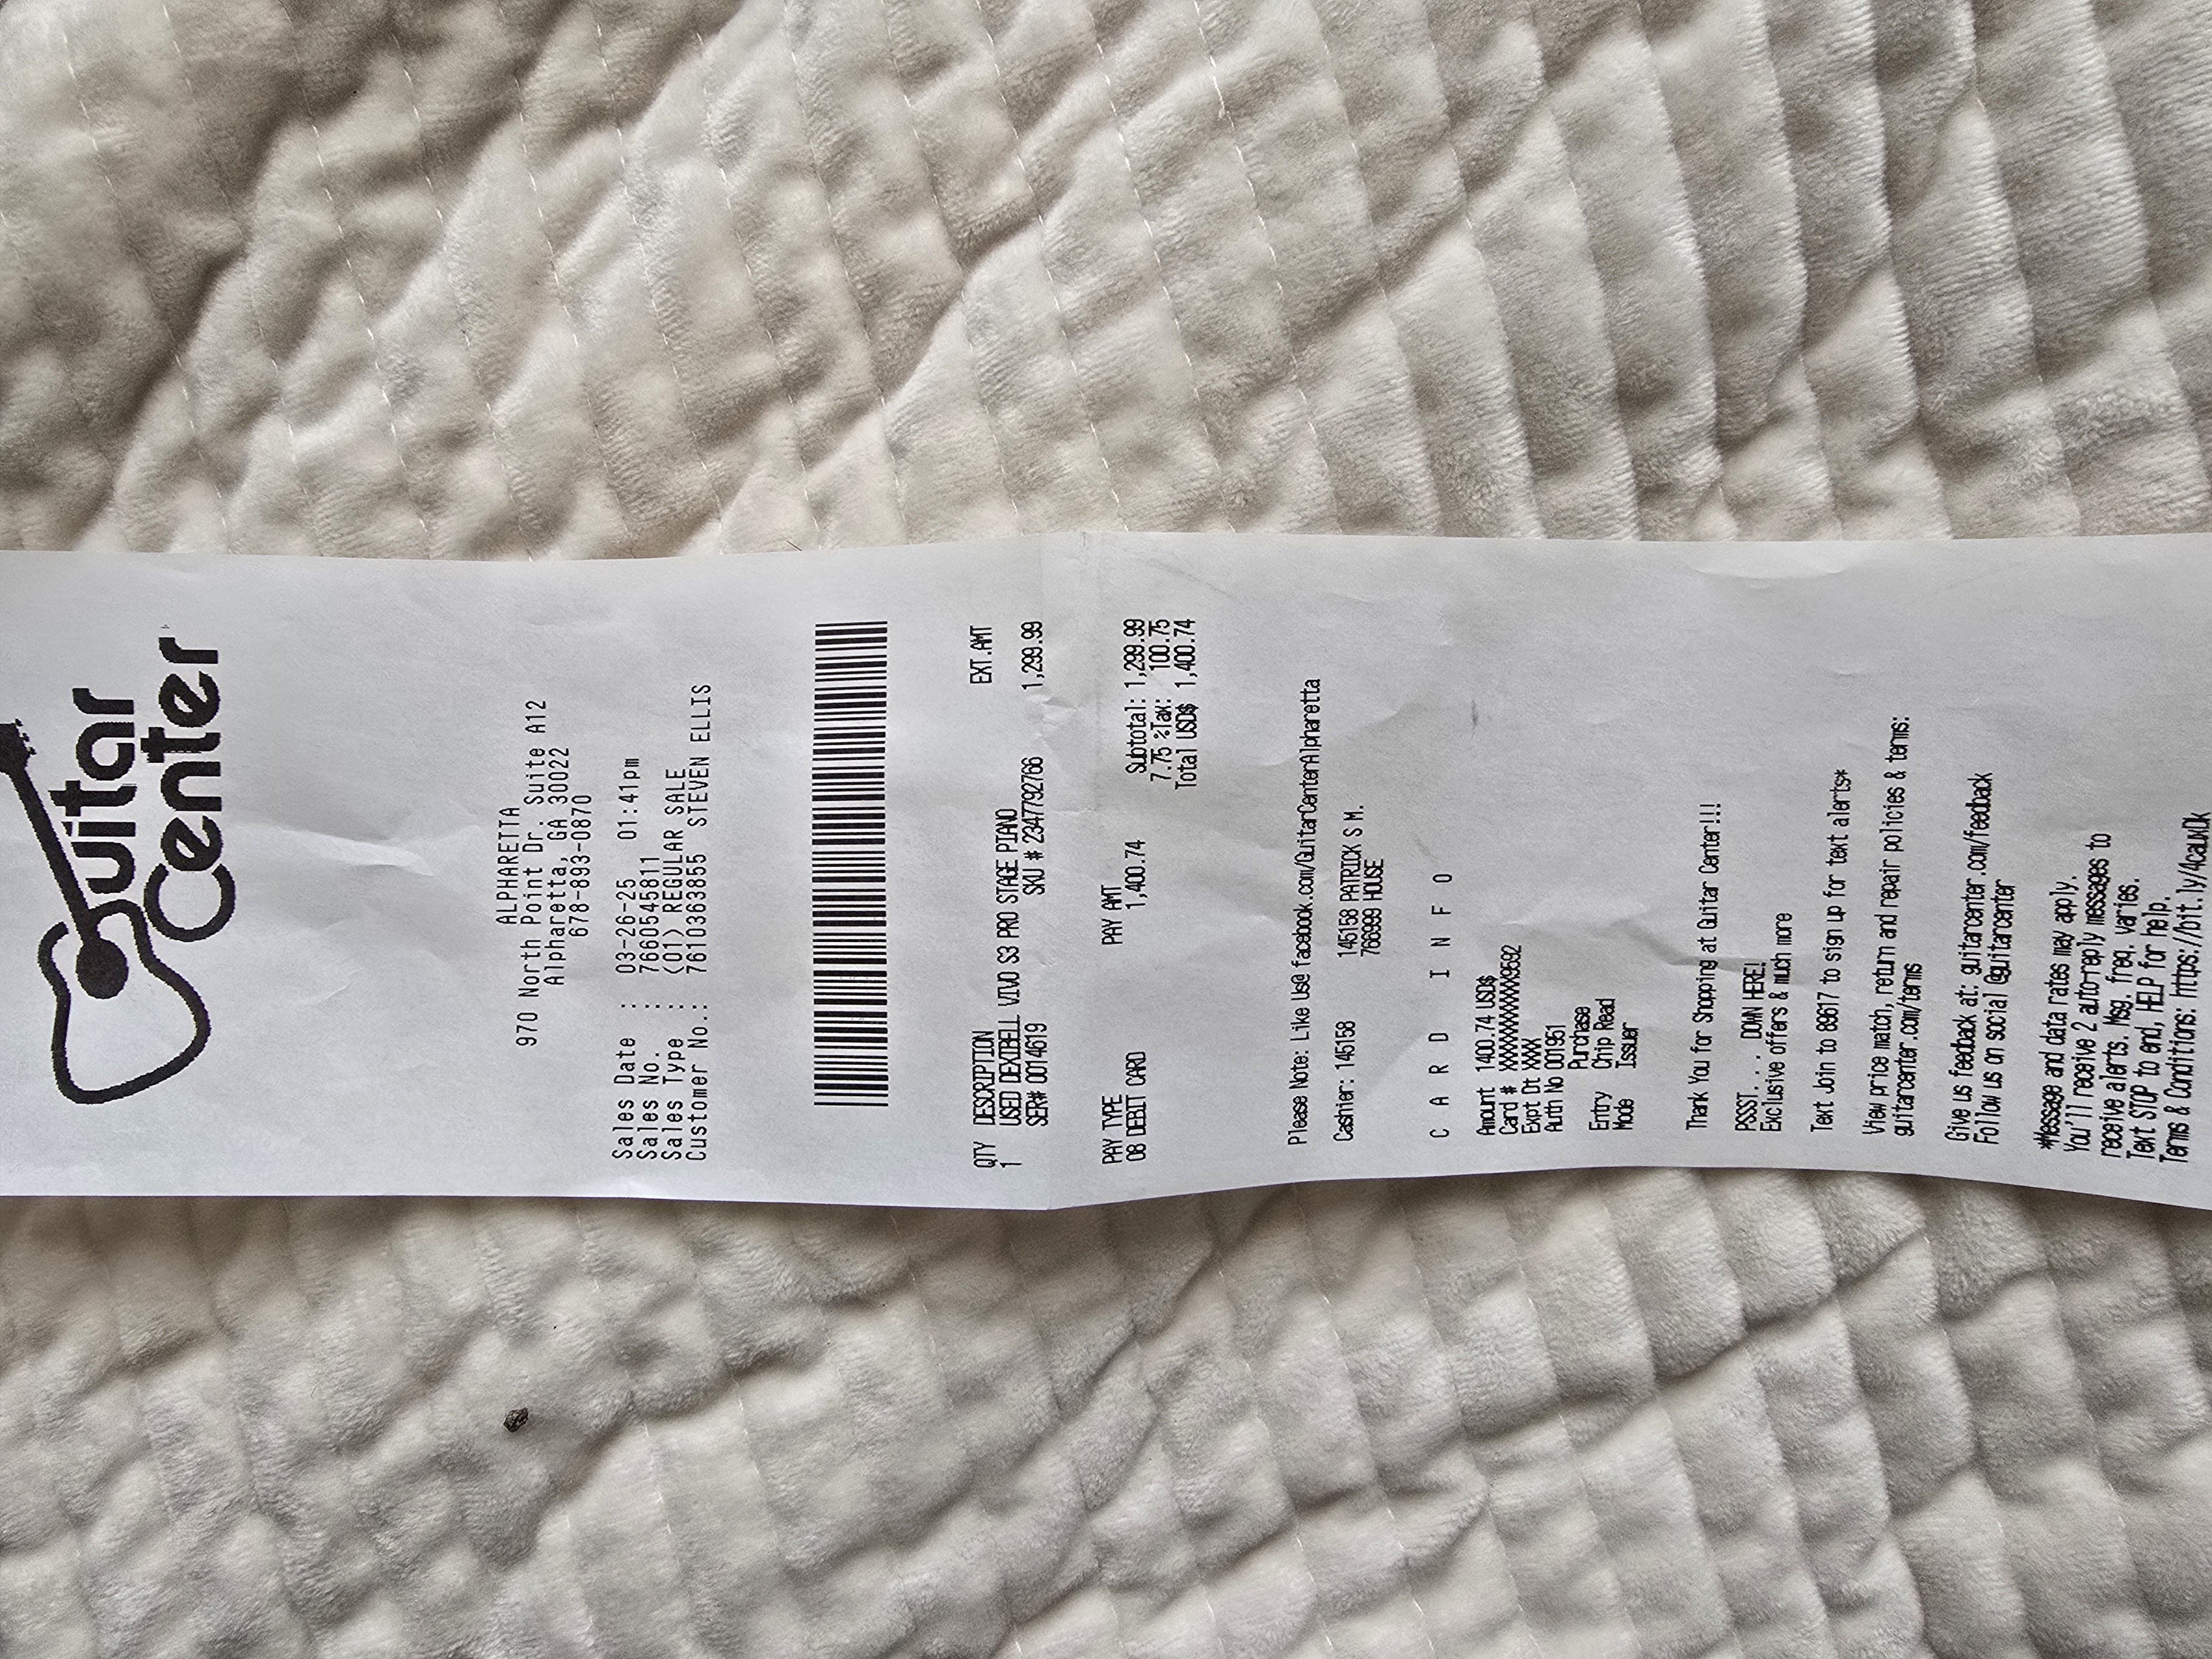 Guitar
Center
ALPHARETTA
970 North Point Dr. Suite A12
Alpharetta, GA 30022
678-893-0870
Sales Date : 03-26-25 01:41pm
Sales No. : 7660545811
Sales Type : (01) REGULAR SALE
Customer No.: 7610383855 STEVEN ELLIS
QTY DESCRIPTION EXT.AMT
1 USED DEXIBELL VIVO S3 PRO STAGE PIANO
SER# 0014619 SKU # 2347792766 1,299.99
PAY TYPE PAY AMT
08 DEBIT CARD 1,400.74
Subtotal: 1,299.99
7.75 %Tax: 100.75
Total USD$ 1,400.74
Please Note: Like Us@ facebook.com/GuitarCenterAlpharetta
Cashier: 145158 145158 PATRICK S M.
766999 HOUSE
C A R D I N F O
Amount 1400.74 USD$
Card # XXXXXXXXXXXX9592
Expt Dt XXX
Auth No 001951
Purchase
Entry Chip Read
Mode Issuer
Thank You for Shopping at Guitar Center!!!
PSSST. . . DOWN HERE!!
Exclusive offers & much more
Text Join to 89617 to sign up for text alerts*
View price match, return and repair policies & terms:
guitarcenter.com/terms
Give us feedback at: guitarcenter.com/feedback
Follow us on social @guitarcenter
*Message and data rates may apply.
You'll receive 2 auto-reply messages to
receive alerts. Msg. freq. varies.
Text STOP to end, HELP for help.
Terms & Conditions: https://bit.ly/4cauxDk